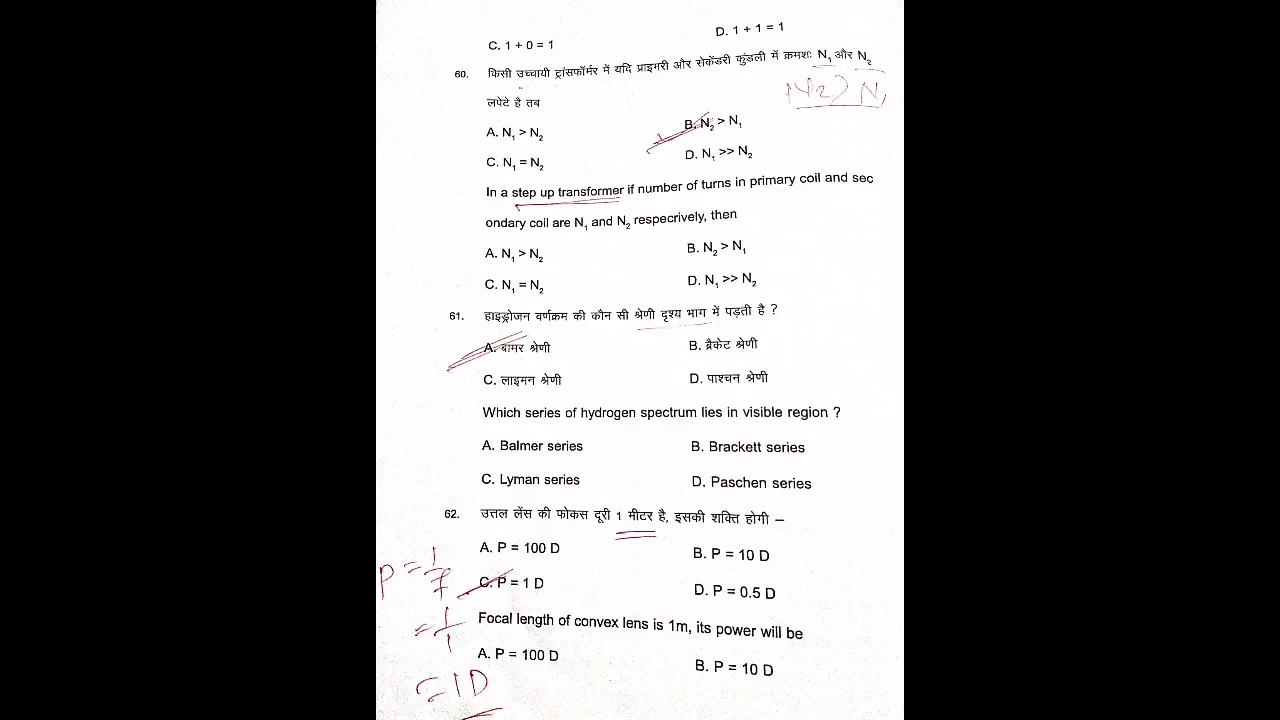 C. 1 + 0 = 1
D. 1 + 1 = 1
60. किसी उच्चायी ट्रांसफॉर्मर में यदि प्राइमरी और सेकेंडरी कुंडली में क्रमशः N₁ और N₂
N₂ > N₁
लपेटे है तब
A. N₁ > N₂
B. N₂ > N₁
C. N₁ = N₂
D. N₁ >> N₂
In a step up transformer if number of turns in primary coil and sec
ondary coil are N₁ and N₂ respecrively, then
A. N₁ > N₂
B. N₂ > N₁
C. N₁ = N₂
D. N₁ >> N₂
61. हाइड्रोजन वर्णक्रम की कौन सी श्रेणी दृश्य भाग में पड़ती है ?
A. बामर श्रेणी
B. ब्रैकेट श्रेणी
C. लाइमन श्रेणी
D. पाश्चन श्रेणी
Which series of hydrogen spectrum lies in visible region ?
A. Balmer series
B. Brackett series
C. Lyman series
D. Paschen series
62. उत्तल लेंस की फोकस दूरी 1 मीटर है, इसकी शक्ति होगी –
A. P = 100 D
B. P = 10 D
P = 1/f
C. P = 1 D
D. P = 0.5 D
= 1/1
Focal length of convex lens is 1m, its power will be
A. P = 100 D
B. P = 10 D
= 1D